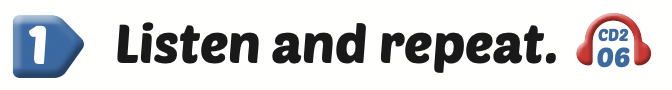 1 Listen and repeat. CD2
06